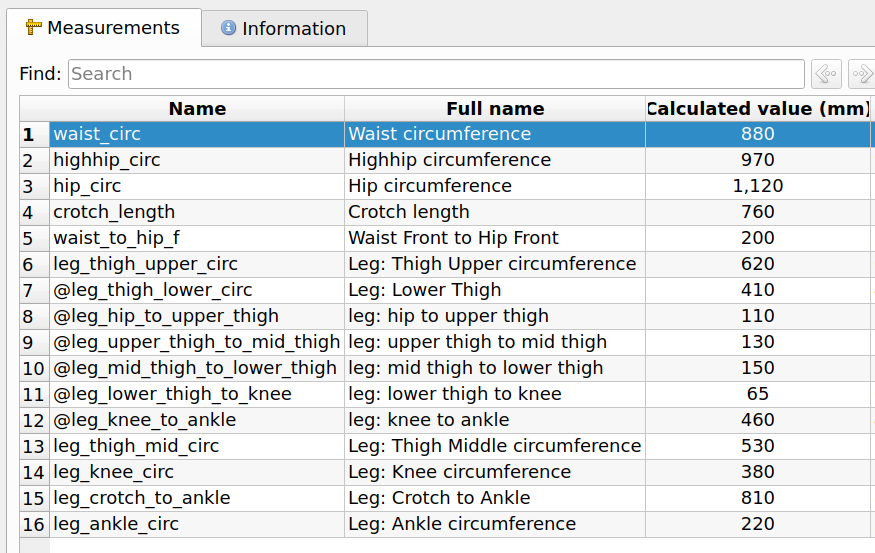 Measurements Information
Find: Search
Name Full name Calculated value (mm)
1 waist_circ Waist circumference 880
2 highhip_circ Highhip circumference 970
3 hip_circ Hip circumference 1,120
4 crotch_length Crotch length 760
5 waist_to_hip_f Waist Front to Hip Front 200
6 leg_thigh_upper_circ Leg: Thigh Upper circumference 620
7 @leg_thigh_lower_circ Leg: Lower Thigh 410
8 @leg_hip_to_upper_thigh leg: hip to upper thigh 110
9 @leg_upper_thigh_to_mid_thigh leg: upper thigh to mid thigh 130
10 @leg_mid_thigh_to_lower_thigh leg: mid thigh to lower thigh 150
11 @leg_lower_thigh_to_knee leg: lower thigh to knee 65
12 @leg_knee_to_ankle leg: knee to ankle 460
13 leg_thigh_mid_circ Leg: Thigh Middle circumference 530
14 leg_knee_circ Leg: Knee circumference 380
15 leg_crotch_to_ankle Leg: Crotch to Ankle 810
16 leg_ankle_circ Leg: Ankle circumference 220